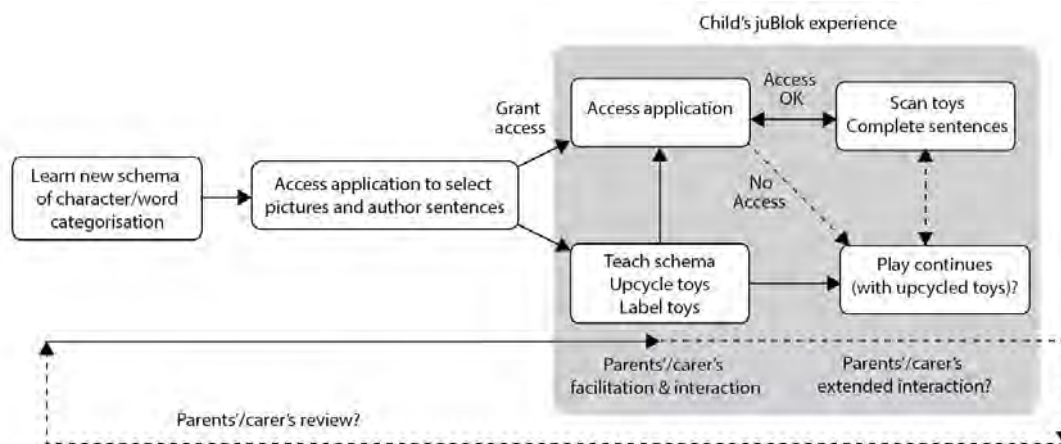 Child's juBlok experience
Grant
access
Access application
Access
OK
Scan toys
Complete sentences
Learn new schema
of character/word
categorisation
Access application to select
pictures and author sentences
No
Access
Teach schema
Upcycle toys
Label toys
Play continues
(with upcycled toys)?
Parents'/carer's
facilitation & interaction
Parents'/carer's
extended interaction?
Parents'/carer's review?